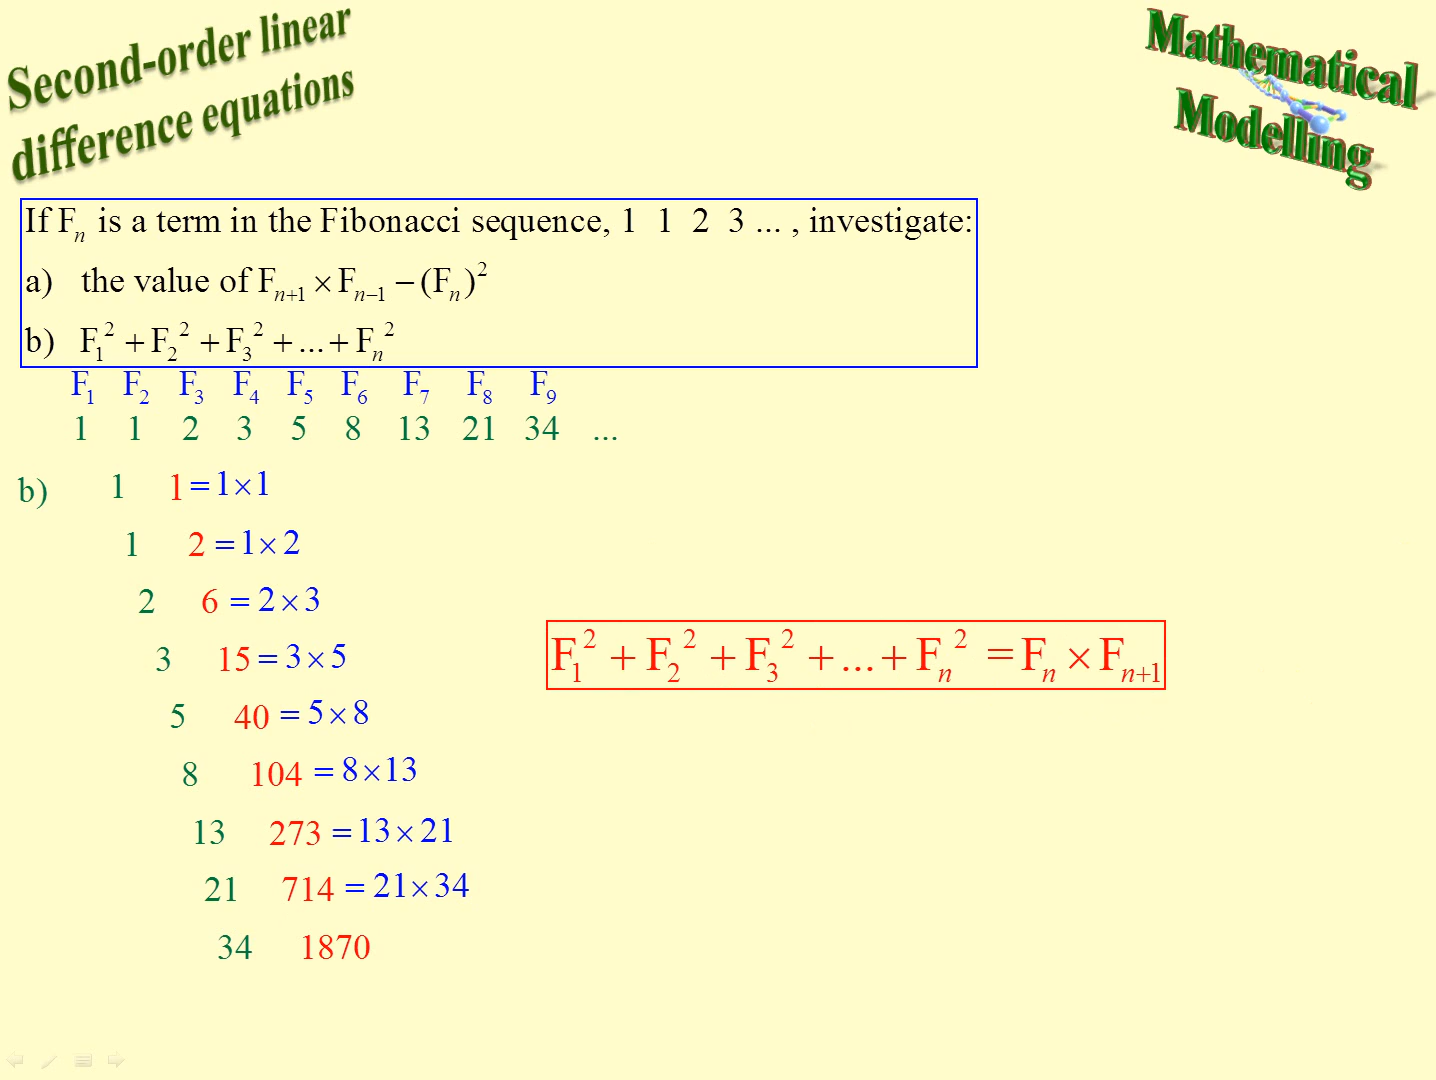 Second-order linear
difference equations
Mathematical
Modelling
If Fₙ is a term in the Fibonacci sequence, 1 1 2 3 ... , investigate:
a) the value of Fₙ₊₁ × Fₙ₋₁ − (Fₙ)²
b) F₁² + F₂² + F₃² + ... + Fₙ²
F₁ F₂ F₃ F₄ F₅ F₆ F₇ F₈ F₉
1 1 2 3 5 8 13 21 34 ...
b) 1 1 = 1 × 1
1 2 = 1 × 2
2 6 = 2 × 3
3 15 = 3 × 5
5 40 = 5 × 8
8 104 = 8 × 13
13 273 = 13 × 21
21 714 = 21 × 34
34 1870
F₁² + F₂² + F₃² + ... + Fₙ² = Fₙ × Fₙ₊₁